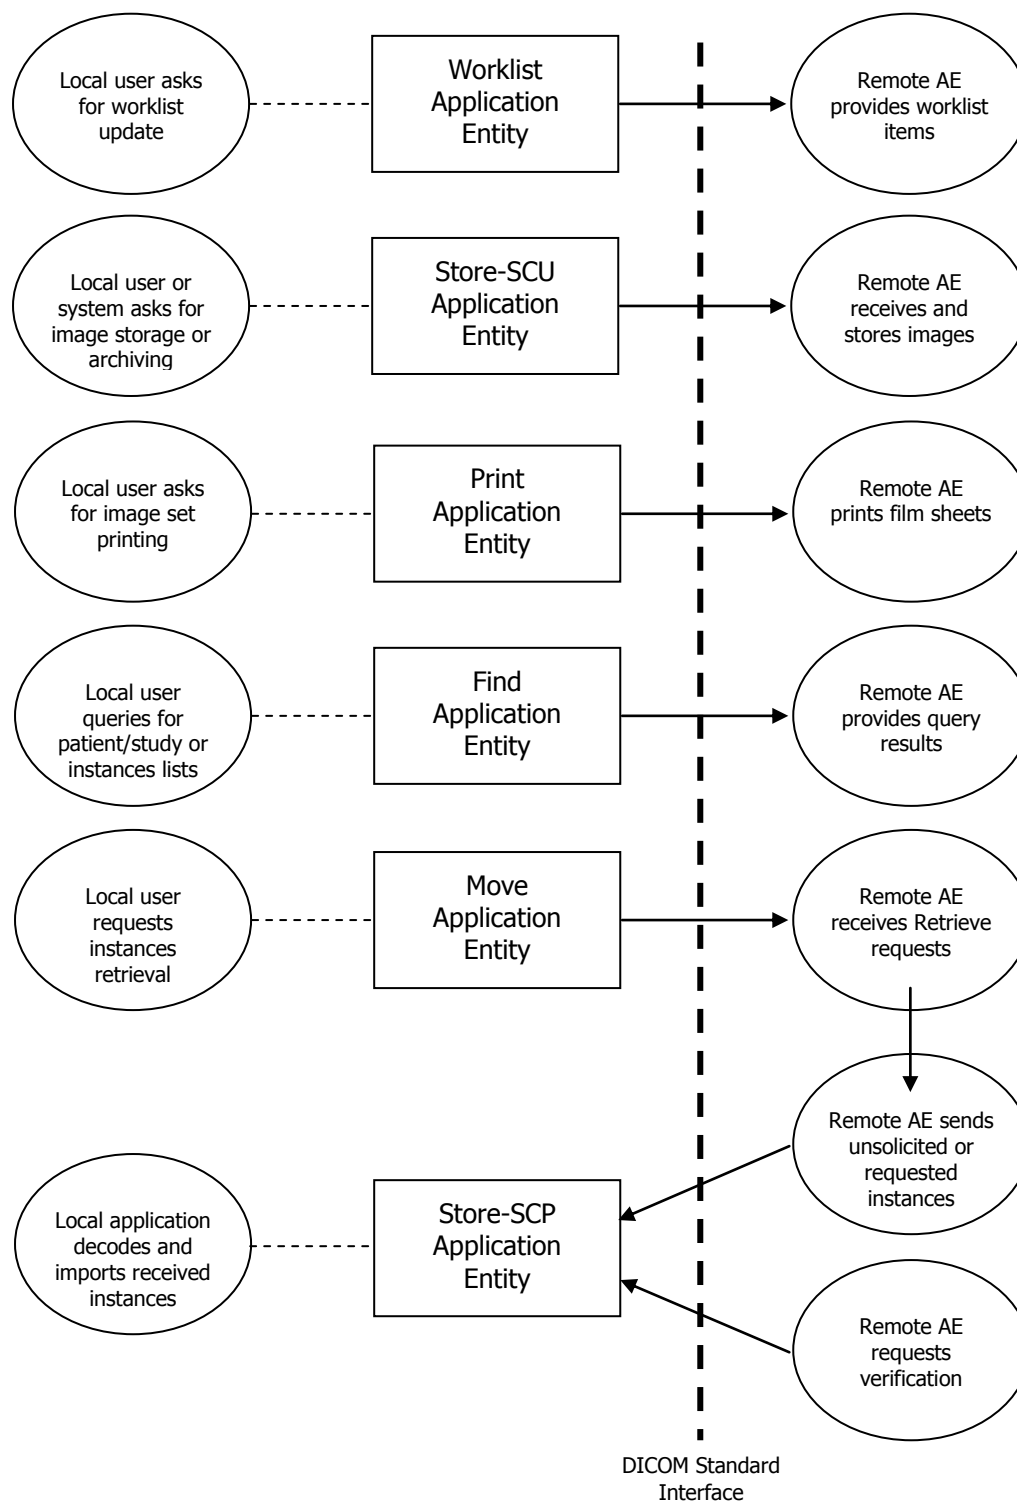 Local user asks
for worklist
update
Worklist
Application
Entity
Remote AE
provides worklist
items
Local user or
system asks for
image storage or
archiving
Store-SCU
Application
Entity
Remote AE
receives and
stores images
Local user asks
for image set
printing
Print
Application
Entity
Remote AE
prints film sheets
Local user
queries for
patient/study or
instances lists
Find
Application
Entity
Remote AE
provides query
results
Local user
requests
instances
retrieval
Move
Application
Entity
Remote AE
receives Retrieve
requests
Remote AE sends
unsolicited or
requested
instances
Local application
decodes and
imports received
instances
Store-SCP
Application
Entity
Remote AE
requests
verification
DICOM Standard
Interface